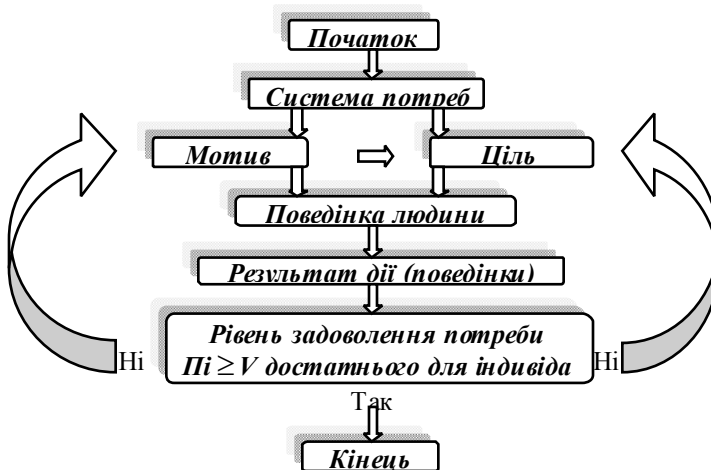 Початок
Система потреб
Мотив
Ціль
Поведінка людини
Результат дії (поведінки)
Рівень задоволення потреби
Ні
Пі ≥ V достатнього для індивіда
Ні
Так
Кінець